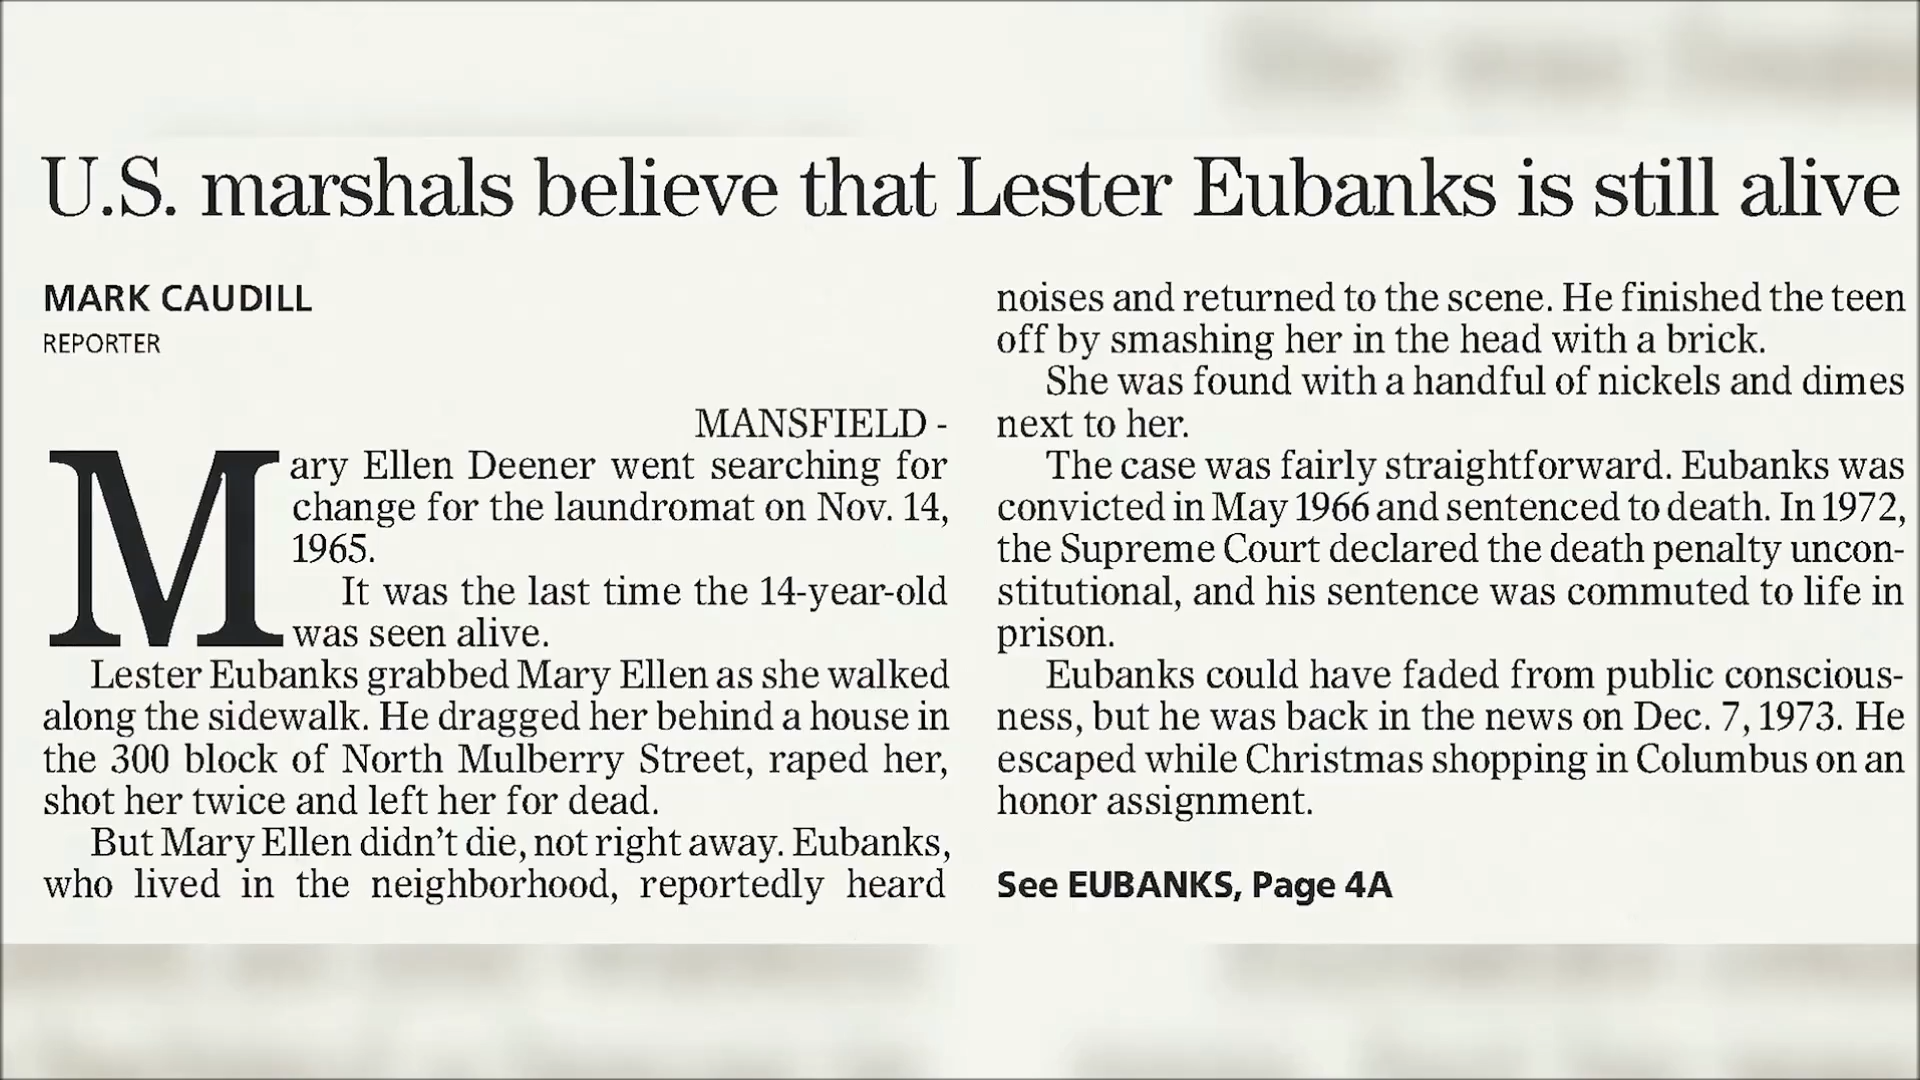 U.S. marshals believe that Lester Eubanks is still alive
MARK CAUDILL
REPORTER
MANSFIELD -
Mary Ellen Deener went searching for
change for the laundromat on Nov. 14,
1965.
It was the last time the 14-year-old
was seen alive.
Lester Eubanks grabbed Mary Ellen as she walked
along the sidewalk. He dragged her behind a house in
the 300 block of North Mulberry Street, raped her,
shot her twice and left her for dead.
But Mary Ellen didn't die, not right away. Eubanks,
who lived in the neighborhood, reportedly heard
noises and returned to the scene. He finished the teen
off by smashing her in the head with a brick.
She was found with a handful of nickels and dimes
next to her.
The case was fairly straightforward. Eubanks was
convicted in May 1966 and sentenced to death. In 1972,
the Supreme Court declared the death penalty uncon-
stitutional, and his sentence was commuted to life in
prison.
Eubanks could have faded from public conscious-
ness, but he was back in the news on Dec. 7, 1973. He
escaped while Christmas shopping in Columbus on an
honor assignment.
See EUBANKS, Page 4A